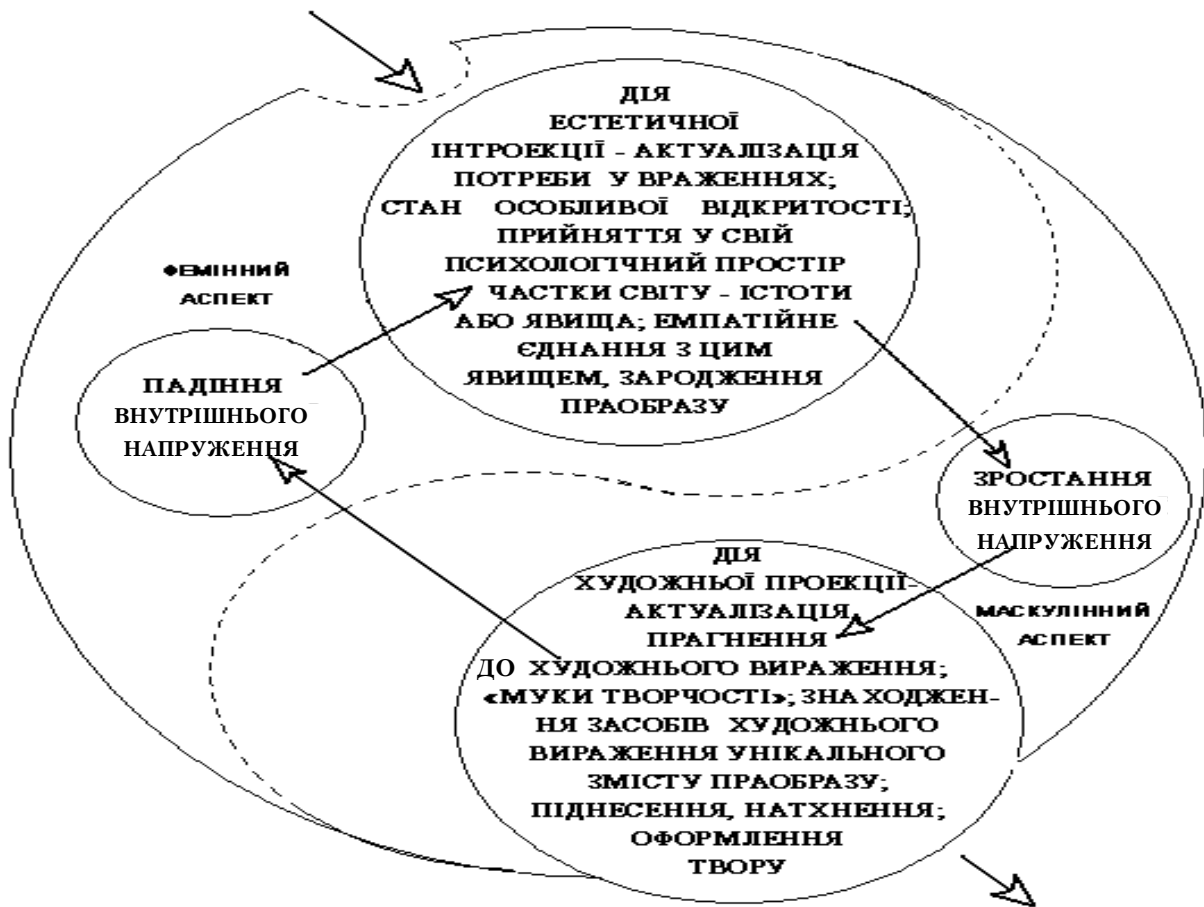 ДІЯ
ЕСТЕТИЧНОЇ
ІНТРОЕКЦІЇ - АКТУАЛІЗАЦІЯ
ПОТРЕБИ У ВРАЖЕННЯХ;
СТАН ОСОБЛИВОЇ ВІДКРИТОСТІ;
ПРИЙНЯТТЯ У СВІЙ
ПСИХОЛОГІЧНИЙ ПРОСТІР
ЧАСТКИ СВІТУ - ІСТОТИ
АБО ЯВИЩА; ЕМПАТІЙНЕ
ЄДНАННЯ З ЦИМ
ЯВИЩЕМ, ЗАРОДЖЕННЯ
ПРАОБРАЗУ
ФЕМІННИЙ
АСПЕКТ
ПАДІННЯ
ВНУТРІШНЬОГО
НАПРУЖЕННЯ
ЗРОСТАННЯ
ВНУТРІШНЬОГО
НАПРУЖЕННЯ
МАСКУЛІННИЙ
АСПЕКТ
ДІЯ
ХУДОЖНЬОЇ ПРОЕКЦІЇ-
АКТУАЛІЗАЦІЯ
ПРАГНЕННЯ
ДО ХУДОЖНЬОГО ВИРАЖЕННЯ;
«МУКИ ТВОРЧОСТІ»; ЗНАХОДЖЕН-
НЯ ЗАСОБІВ ХУДОЖНЬОГО
ВИРАЖЕННЯ УНІКАЛЬНОГО
ЗМІСТУ ПРАОБРАЗУ;
ПІДНЕСЕННЯ, НАТХНЕННЯ;
ОФОРМЛЕННЯ
ТВОРУ